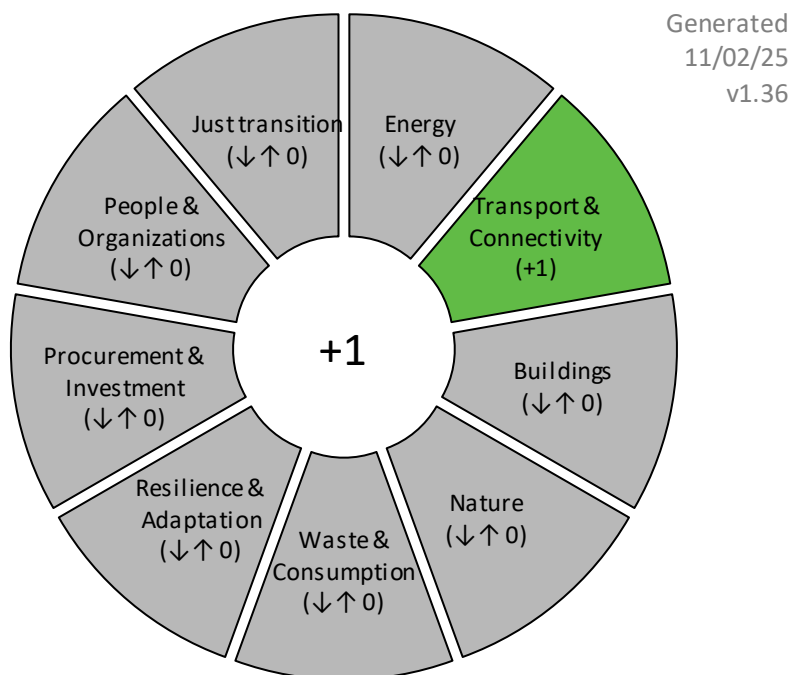 Generated
11/02/25
v1.36
Just transition
(↓↑ 0)
Energy
(↓↑ 0)
People &
Organizations
(↓↑ 0)
Transport &
Connectivity
(+1)
Procurement &
Investment
(↓↑ 0)
+1
Buildings
(↓↑ 0)
Resilience &
Adaptation
(↓↑ 0)
Nature
(↓↑ 0)
Waste &
Consumption
(↓↑ 0)